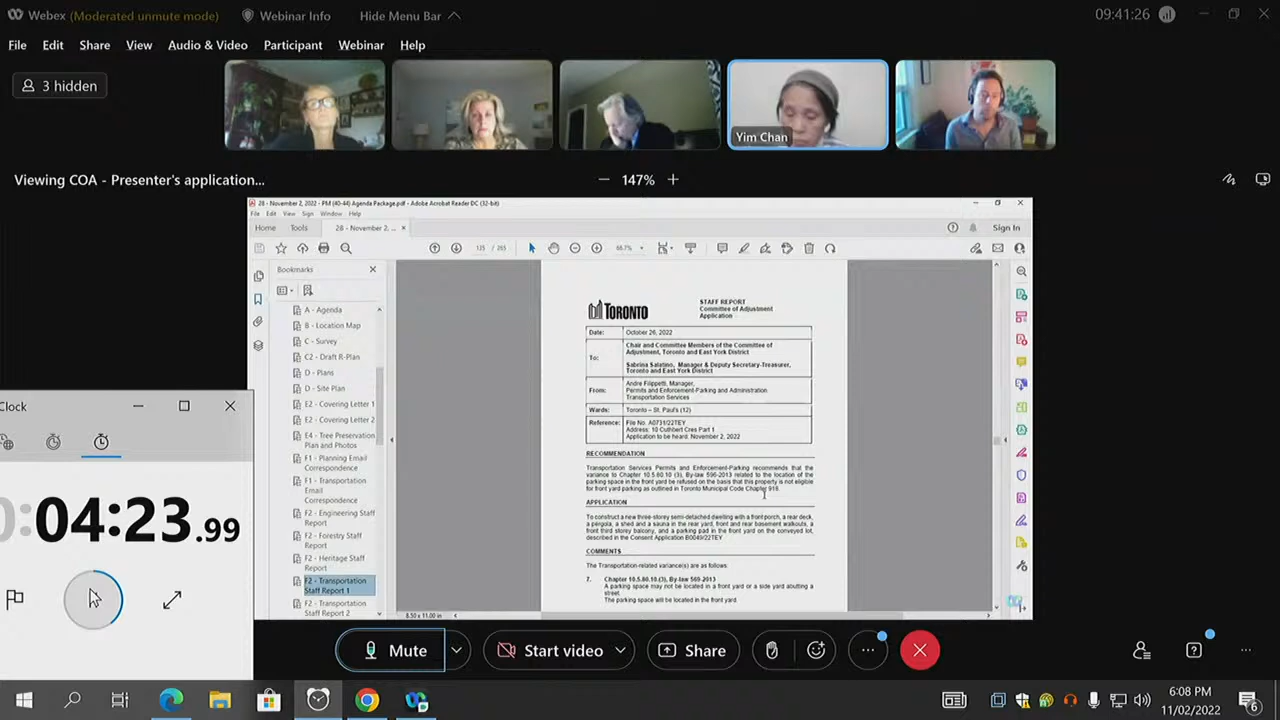 Webex (Moderated unmute mode) Webinar Info Hide Menu Bar 09:41:26
File Edit Share View Audio & Video Participant Webinar Help
3 hidden
Yim Chan
Viewing COA - Presenter's application... 147%
28 - November 2, 2022 - PM (40-44) Agenda Package.pdf - Adobe Acrobat Reader DC (32-bit)
File Edit View Sign Window Help
Home Tools 28 - November 2, ... × Sign In
135 / 265 66.7%
Bookmarks
A - Agenda
B - Location Map
C - Survey
C2 - Draft R-Plan
D - Plans
D - Site Plan
E2 - Covering Letter 1
E2 - Covering Letter 2
E4 - Tree Preservation
Plan and Photos
F1 - Planning Email
Correspondence
F1 - Transportation
Email
Correspondence
F2 - Engineering Staff
Report
F2 - Forestry Staff
Report
F2 - Heritage Staff
Report
F2 - Transportation
Staff Report 1
F2 - Transportation
Staff Report 2
8.50 x 11.00 in
TORONTO
STAFF REPORT
Committee of Adjustment
Application
Date: October 26, 2022
To: Chair and Committee Members of the Committee of
Adjustment, Toronto and East York District
Sabrina Salatino, Manager & Deputy Secretary-Treasurer,
Toronto and East York District
From: Andre Filippetti, Manager,
Permits and Enforcement-Parking and Administration
Transportation Services
Wards: Toronto – St. Paul's (12)
Reference: File No. A0731/22TEY
Address: 10 Cuthbert Cres Part 1
Application to be heard: November 2, 2022
RECOMMENDATION
Transportation Services Permits and Enforcement-Parking recommends that the
variance to Chapter 10.5.80.10 (3), By-law 596-2013 related to the location of the
parking space in the front yard be refused on the basis that this property is not eligible
for front yard parking as outlined in Toronto Municipal Code Chapter 918.
APPLICATION
To construct a new three-storey semi-detached dwelling with a front porch, a rear deck,
a pergola, a shed and a sauna in the rear yard, front and rear basement walkouts, a
front third storey balcony, and a parking pad in the front yard on the conveyed lot,
described in the Consent Application B0049/22TEY
COMMENTS
The Transportation-related variance(s) are as follows:
7. Chapter 10.5.80.10.(3), By-law 569-2013
A parking space may not be located in a front yard or a side yard abutting a
street.
The parking space will be located in the front yard.
Clock
04:23.99
Mute Start video Share
6:08 PM
11/02/2022
6